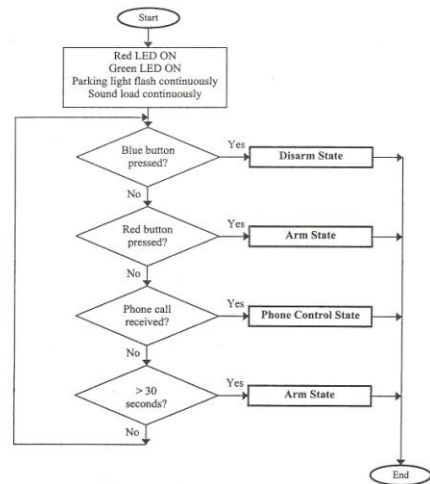 Start
Red LED ON
Green LED ON
Parking light flash continuously
Sound load continuously
Blue button
pressed?
Yes
Disarm State
No
Red button
pressed?
Yes
Arm State
No
Phone call
received?
Yes
Phone Control State
No
> 30
seconds?
Yes
Arm State
No
End